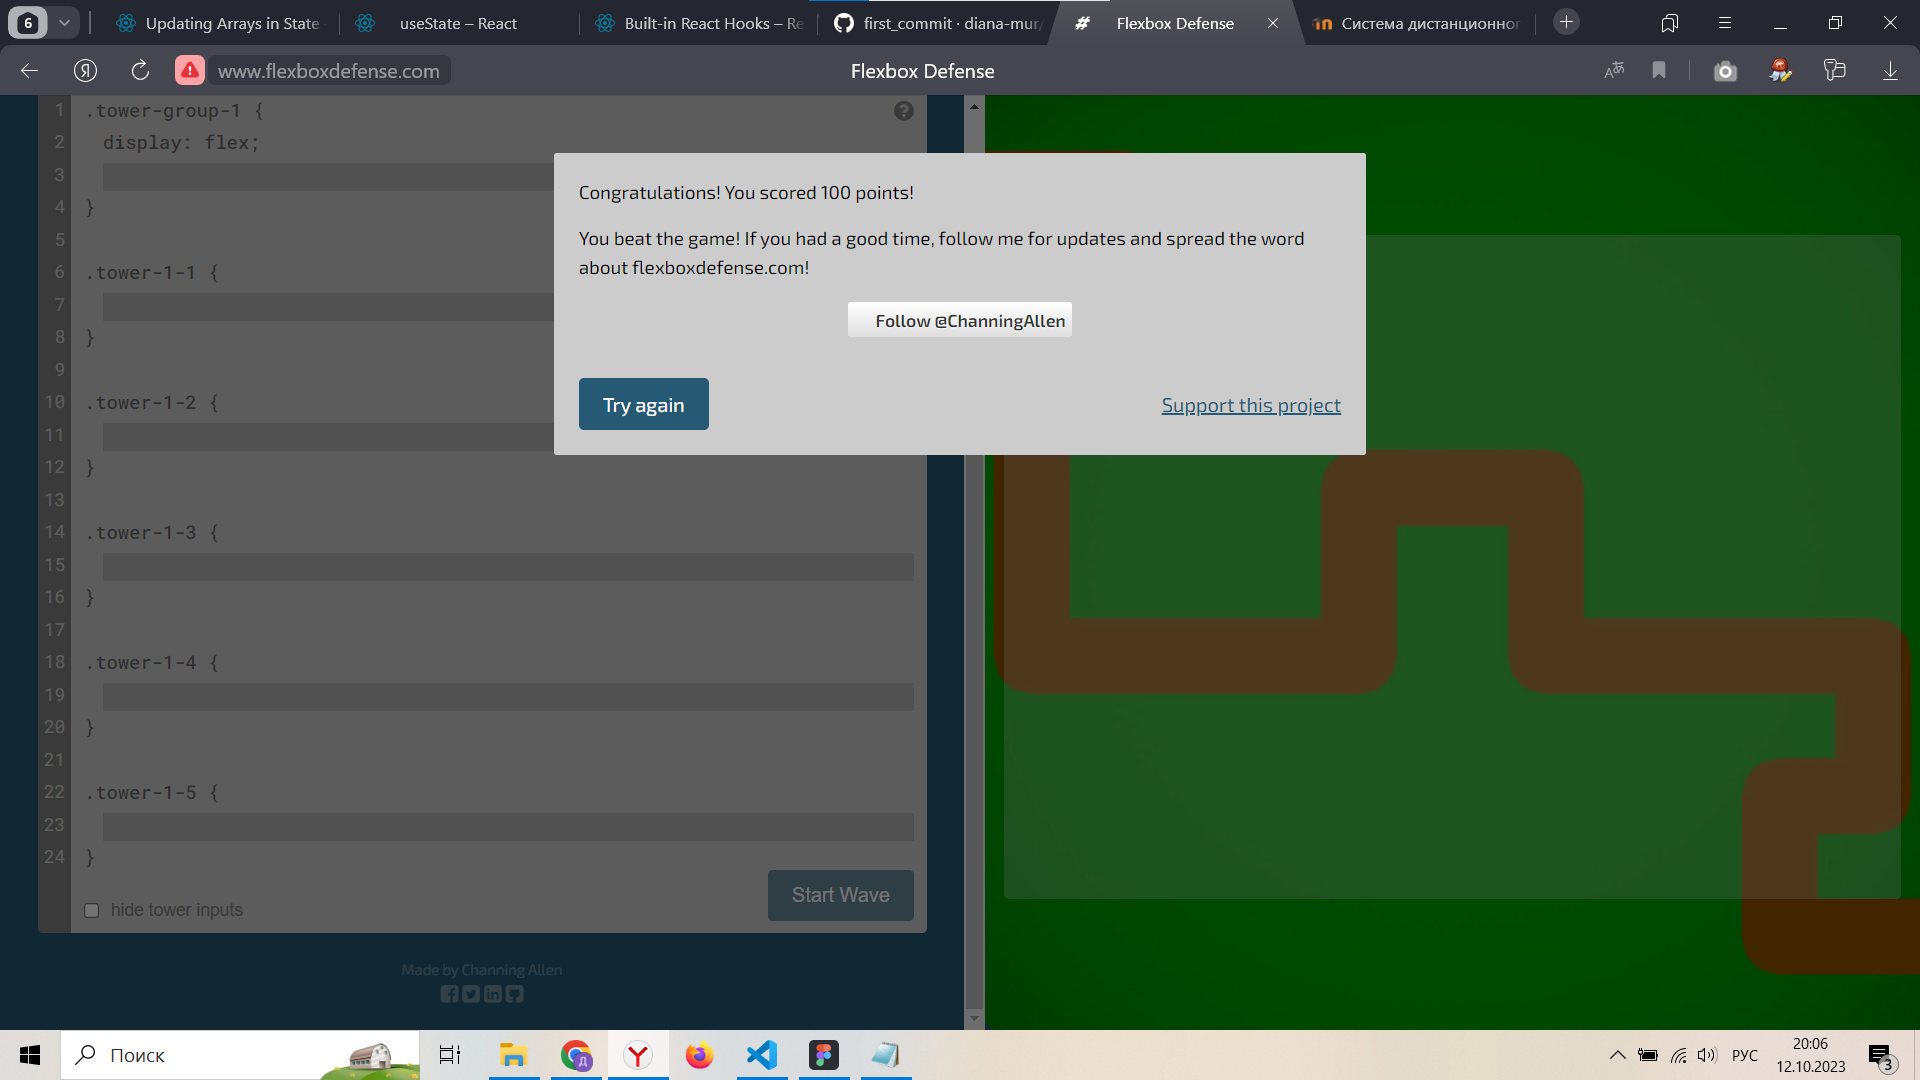 6
Updating Arrays in State
useState – React
Built-in React Hooks – Re
first_commit · diana-mur/
Flexbox Defense
Система дистанционног
www.flexboxdefense.com
Flexbox Defense
1 .tower-group-1 {
2 display: flex;
3
4 }
5
6 .tower-1-1 {
7
8 }
9
10 .tower-1-2 {
11
12 }
13
14 .tower-1-3 {
15
16 }
17
18 .tower-1-4 {
19
20 }
21
22 .tower-1-5 {
23
24 }
Congratulations! You scored 100 points!
You beat the game! If you had a good time, follow me for updates and spread the word
about flexboxdefense.com!
Follow @ChanningAllen
Try again
Support this project
hide tower inputs
Start Wave
Made by Channing Allen
Поиск
РУС
20:06
12.10.2023
3